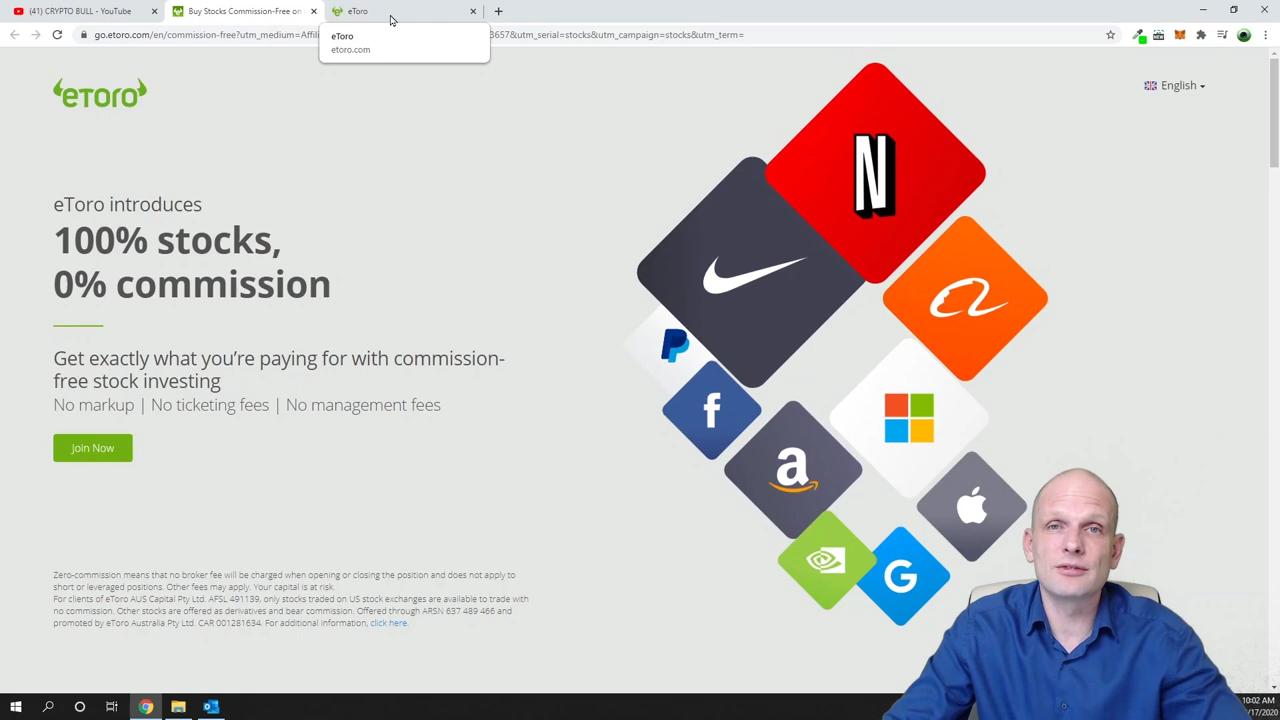 (41) CRYPTO BULL - YouTube
Buy Stocks Commission-Free on
eToro
go.etoro.com/en/commission-free?utm_medium=Affili
3657&utm_serial=stocks&utm_campaign=stocks&utm_term=
eToro
etoro.com
eToro
English
eToro introduces
100% stocks,
0% commission
Get exactly what you're paying for with commission-
free stock investing
No markup | No ticketing fees | No management fees
Join Now
Zero-commission means that no broker fee will be charged when opening or closing the position and does not apply to
short or leveraged positions. Other fees may apply. Your capital is at risk.
For clients of eToro AUS Capital Pty Ltd. AFSL 491139, only stocks traded on US stock exchanges are available to trade with
no commission. Other stocks are offered as derivatives and bear commission. Offered through ARSN 637 489 466 and
promoted by eToro Australia Pty Ltd. CAR 001281634. For additional information, click here.
N
P
f
a
G
10:02 AM
/17/2020